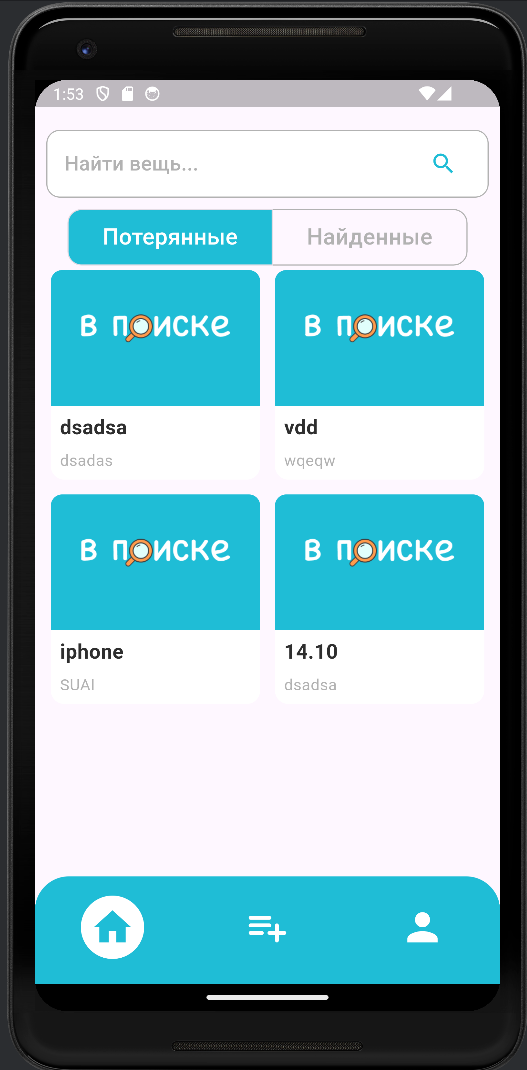 1:53
Найти вещь...
Потерянные Найденные
в поиске в поиске
dsadsa vdd
dsadas wqeqw
в поиске в поиске
iphone 14.10
SUAI dsadsa